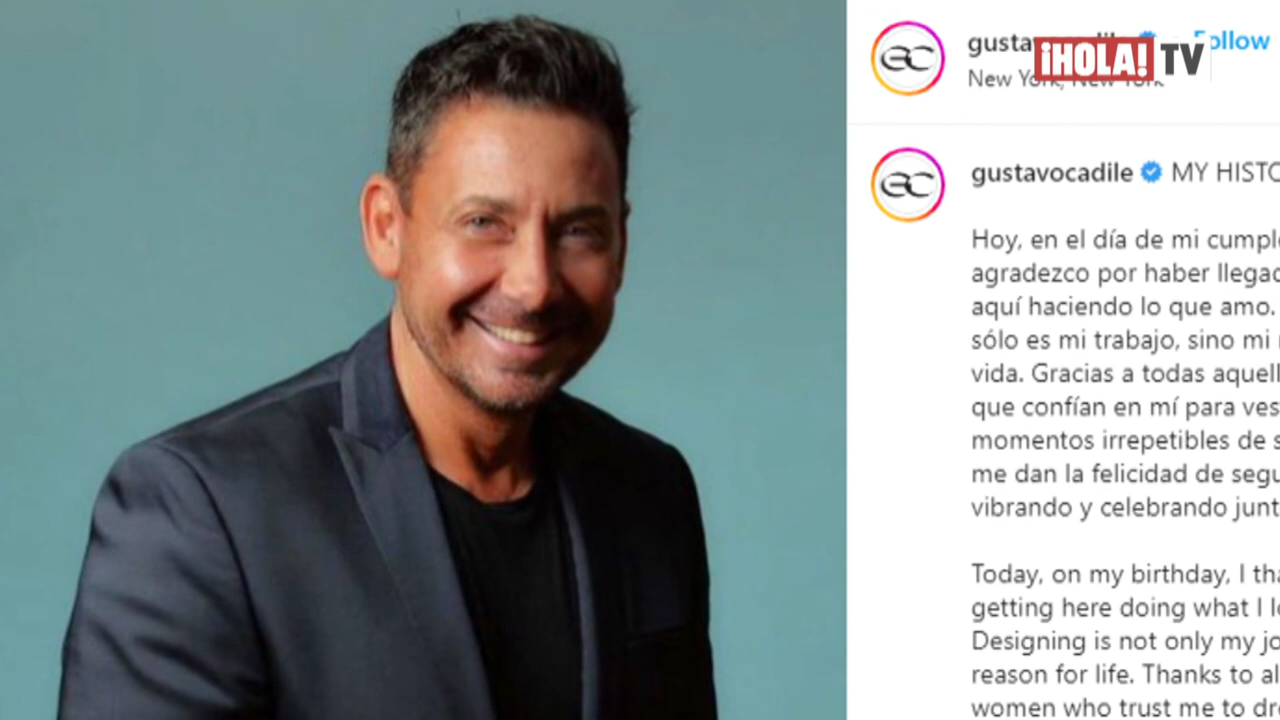 gustavocadile Follow
¡HOLA! TV
New York, New York
gustavocadile MY HISTO
Hoy, en el día de mi cumple
agradezco por haber llegad
aquí haciendo lo que amo.
sólo es mi trabajo, sino mi
vida. Gracias a todas aquell
que confían en mí para vest
momentos irrepetibles de s
me dan la felicidad de segu
vibrando y celebrando junt
Today, on my birthday, I tha
getting here doing what I lo
Designing is not only my jo
reason for life. Thanks to al
women who trust me to dre